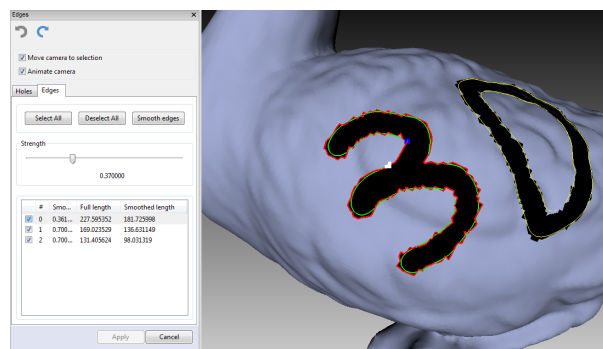 Edges
Move camera to selection
Animate camera
Holes Edges
Select All Deselect All Smooth edges
Strength
0.370000
# Smo... Full length Smoothed length
0 0.361... 227.595352 181.725998
1 0.700... 169.023529 136.631149
2 0.700... 131.405624 98.031319
Apply Cancel